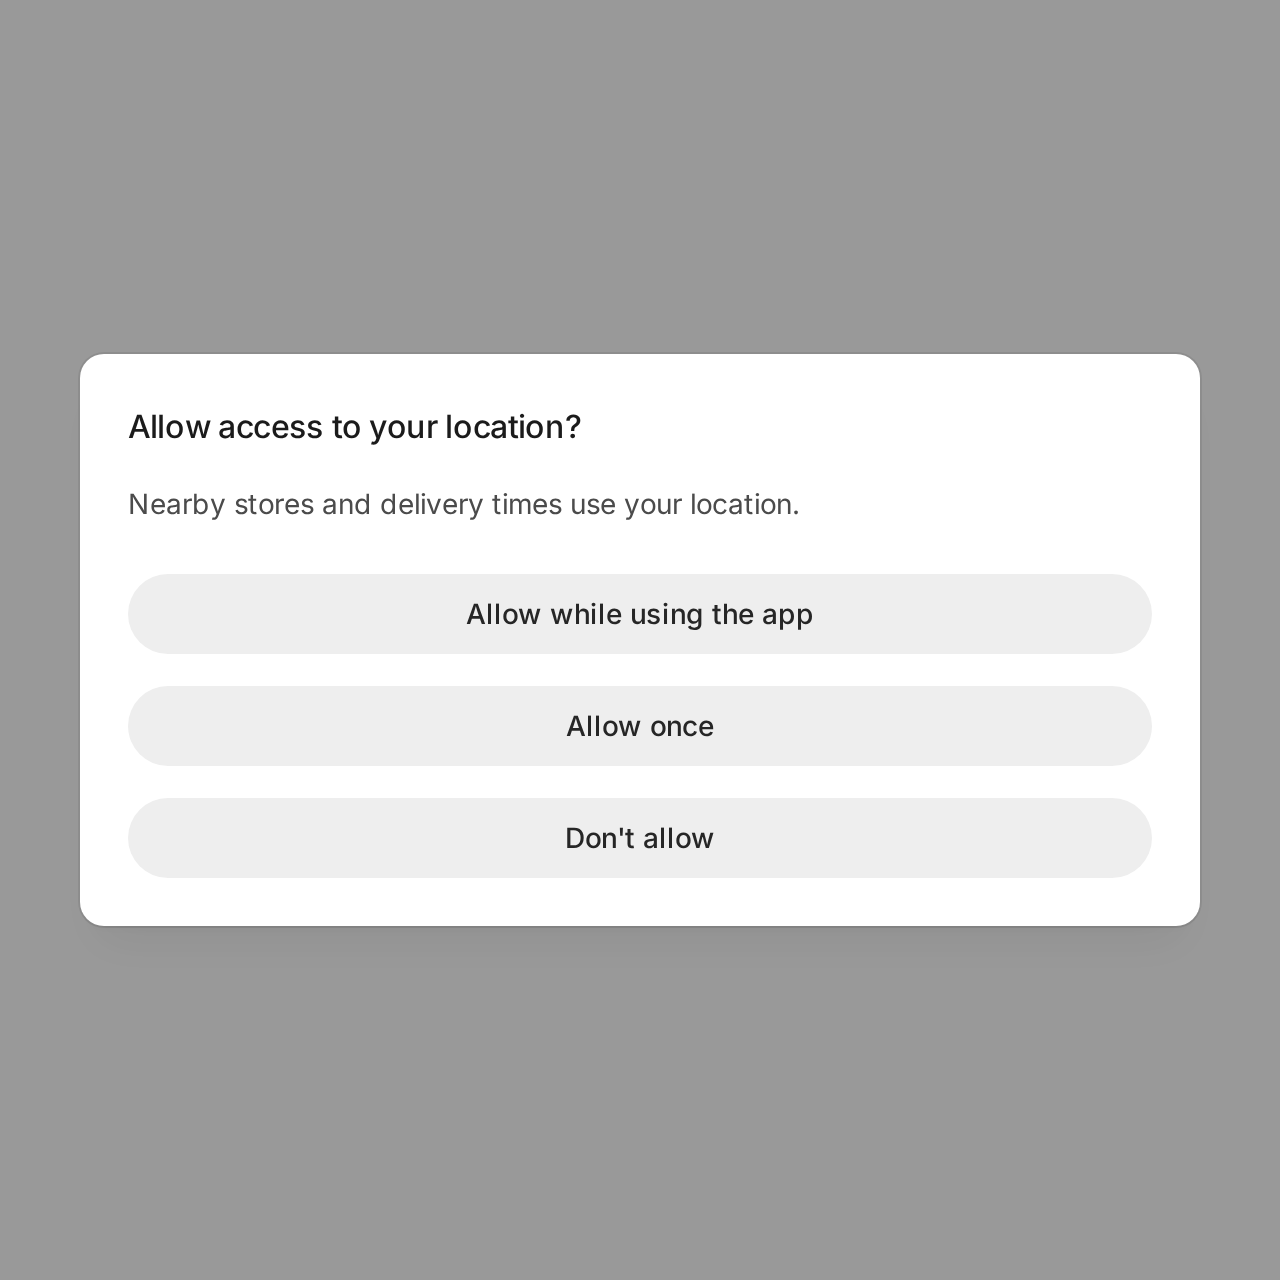 Allow access to your location?
Nearby stores and delivery times use your location.
Allow while using the app
Allow once
Don't allow